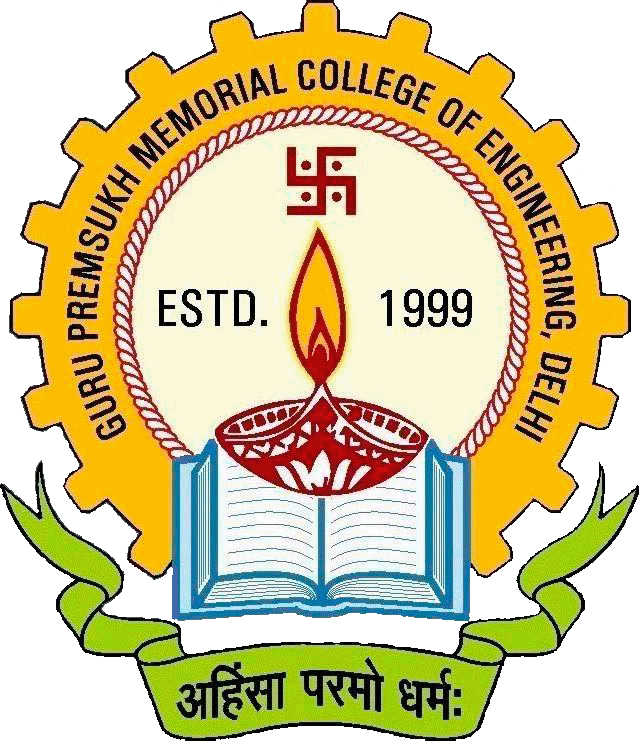 GURU PREMSUKH MEMORIAL COLLEGE OF ENGINEERING, DELHI
ESTD. 1999
अहिंसा परमो धर्म: